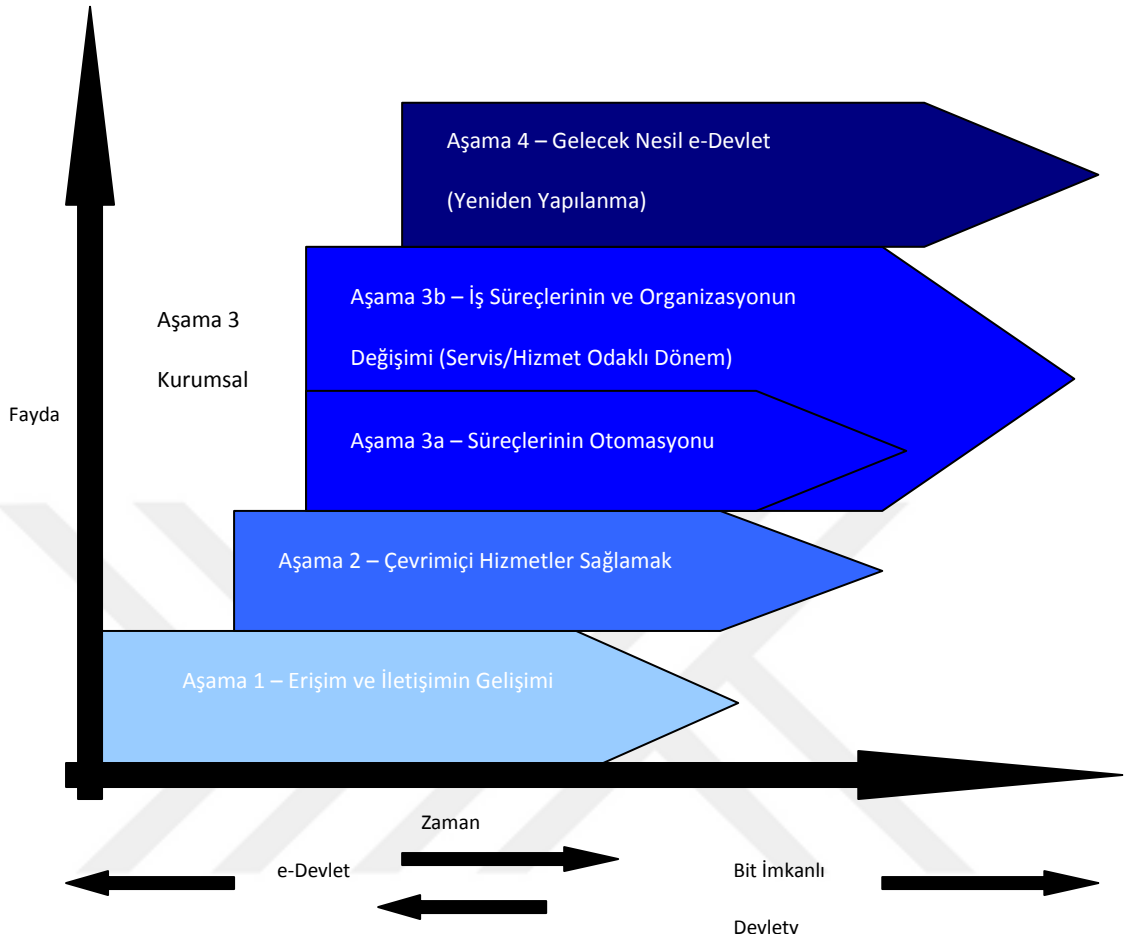 Aşama 4 – Gelecek Nesil e-Devlet
(Yeniden Yapılanma)
Aşama 3b – İş Süreçlerinin ve Organizasyonun
Değişimi (Servis/Hizmet Odaklı Dönem)
Aşama 3
Kurumsal
Fayda
Aşama 3a – Süreçlerinin Otomasyonu
Aşama 2 – Çevrimiçi Hizmetler Sağlamak
Aşama 1 – Erişim ve İletişimin Gelişimi
Zaman
e-Devlet
Bit İmkanlı
Devletv